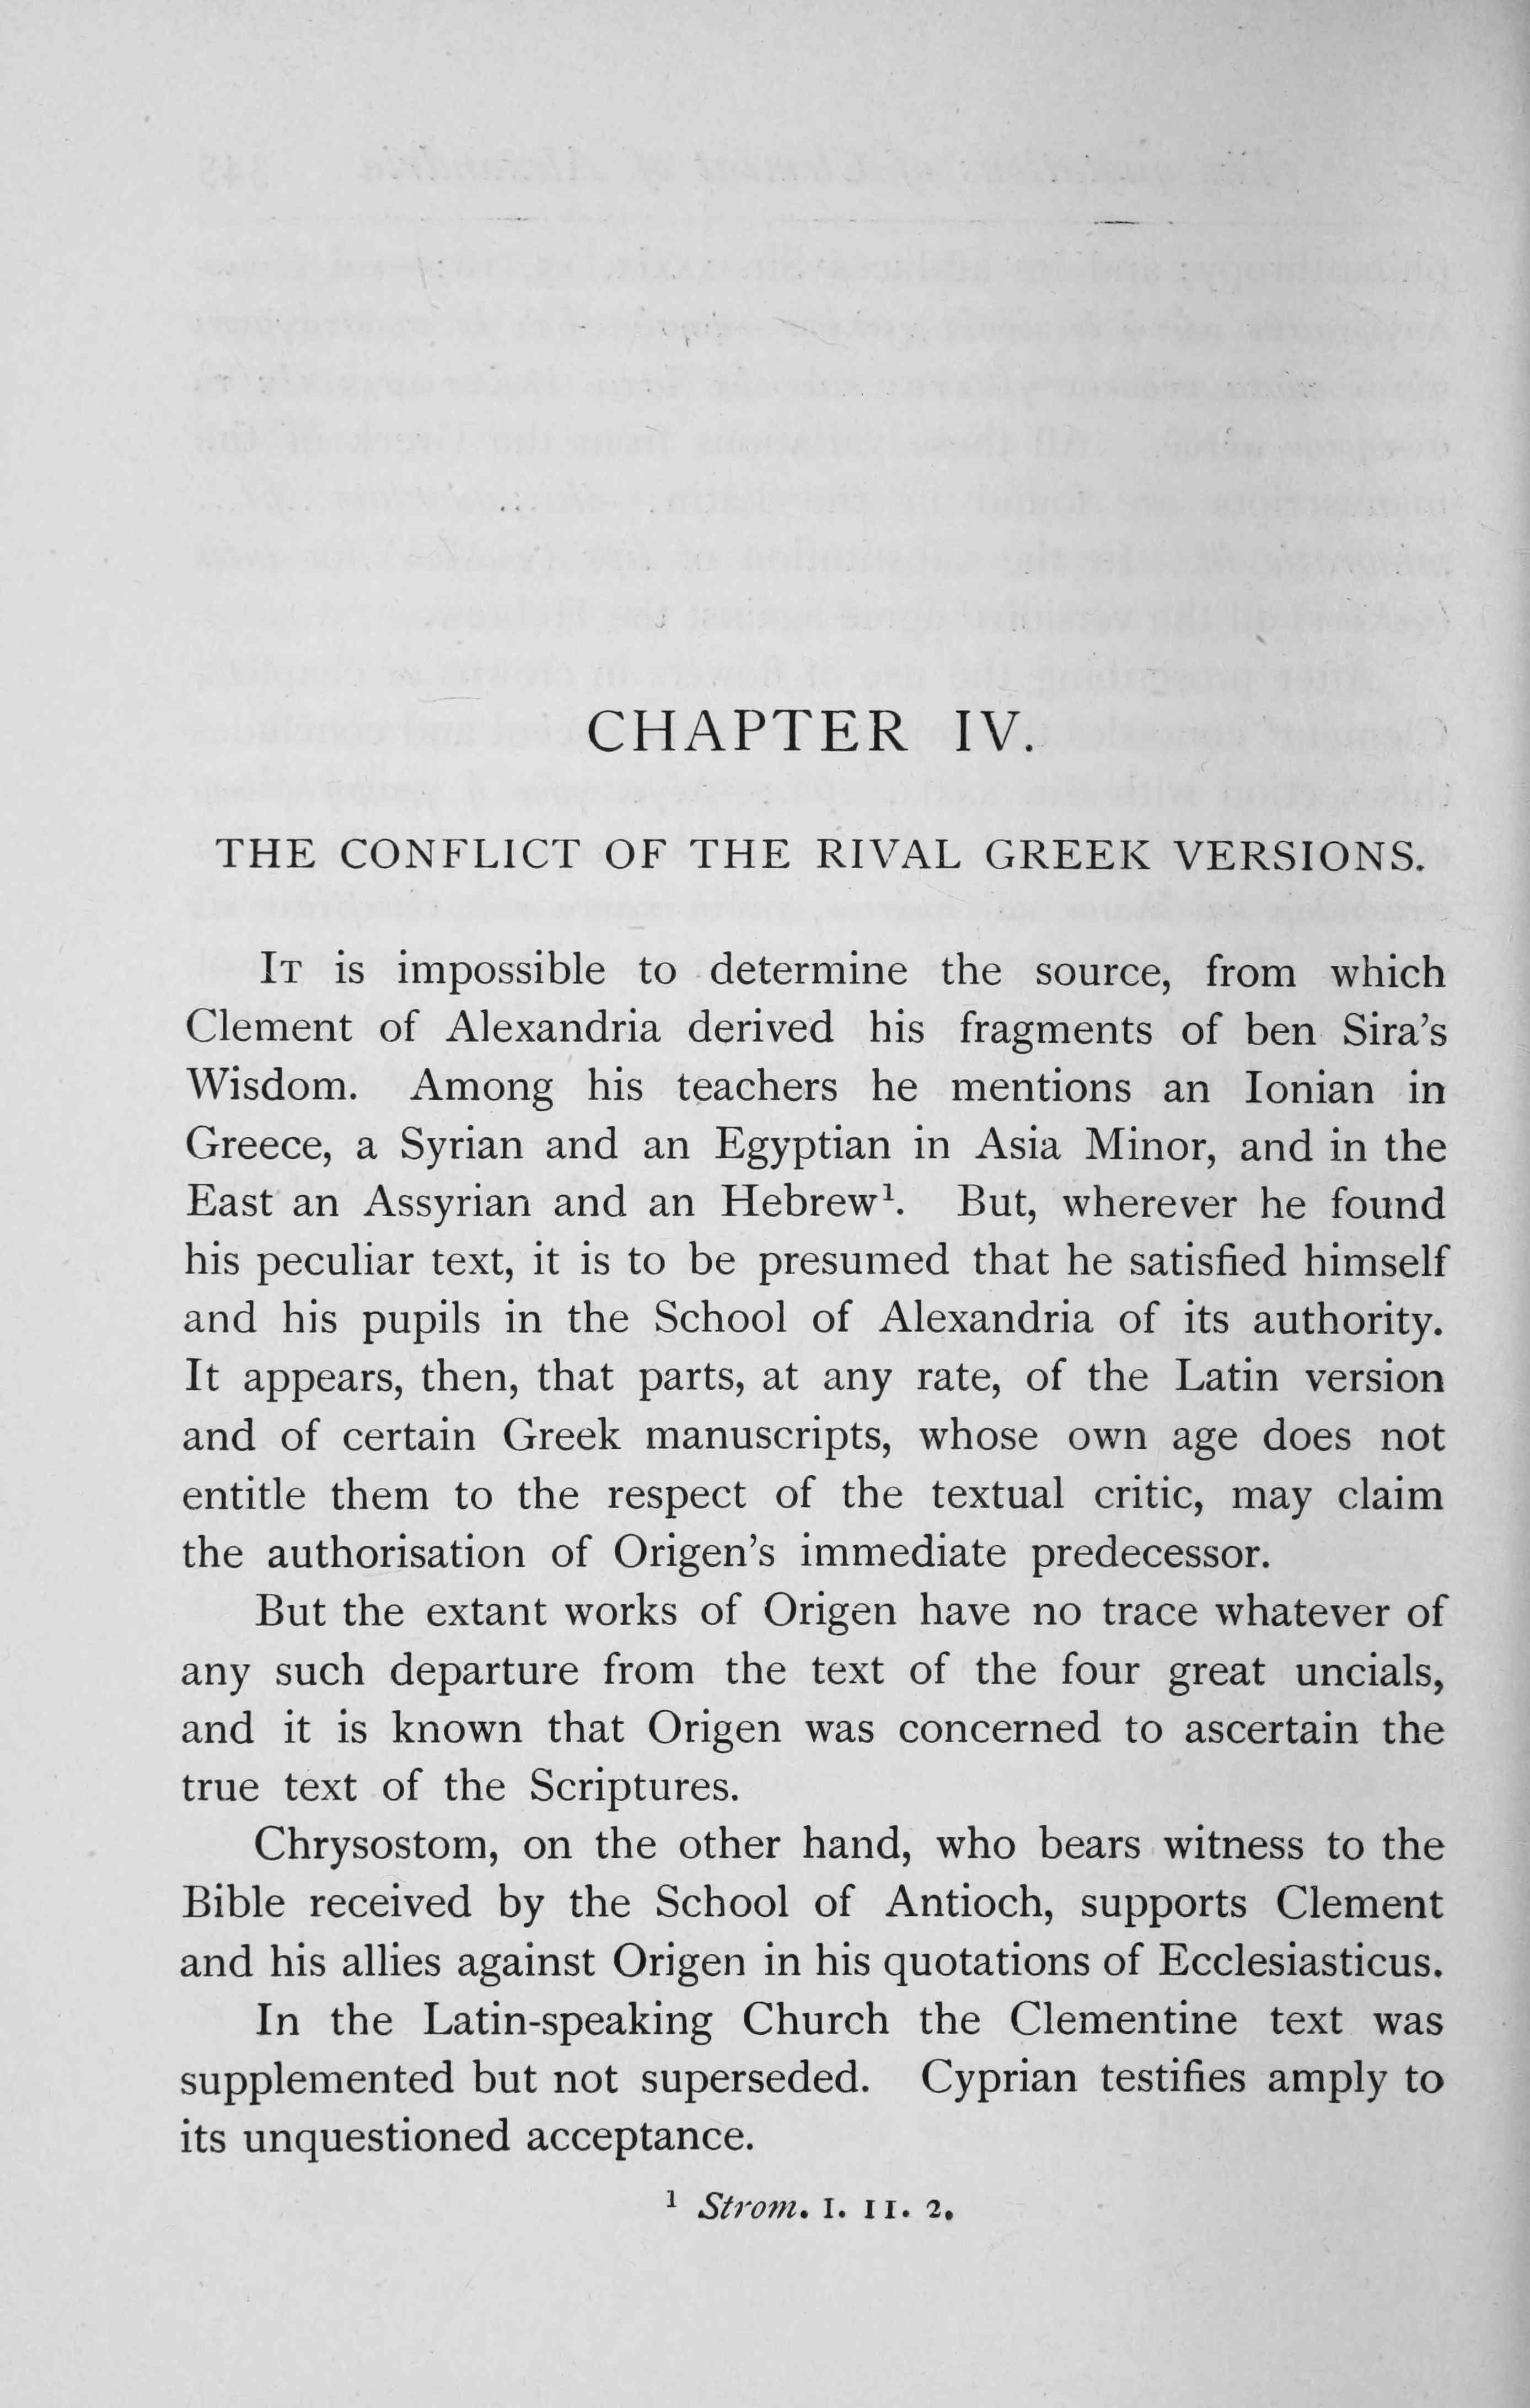 CHAPTER IV.
THE CONFLICT OF THE RIVAL GREEK VERSIONS.
IT is impossible to determine the source, from which
Clement of Alexandria derived his fragments of ben Sira's
Wisdom. Among his teachers he mentions an Ionian in
Greece, a Syrian and an Egyptian in Asia Minor, and in the
East an Assyrian and an Hebrew¹. But, wherever he found
his peculiar text, it is to be presumed that he satisfied himself
and his pupils in the School of Alexandria of its authority.
It appears, then, that parts, at any rate, of the Latin version
and of certain Greek manuscripts, whose own age does not
entitle them to the respect of the textual critic, may claim
the authorisation of Origen's immediate predecessor.
But the extant works of Origen have no trace whatever of
any such departure from the text of the four great uncials,
and it is known that Origen was concerned to ascertain the
true text of the Scriptures.
Chrysostom, on the other hand, who bears witness to the
Bible received by the School of Antioch, supports Clement
and his allies against Origen in his quotations of Ecclesiasticus.
In the Latin-speaking Church the Clementine text was
supplemented but not superseded. Cyprian testifies amply to
its unquestioned acceptance.
¹ Strom. I. 11. 2.